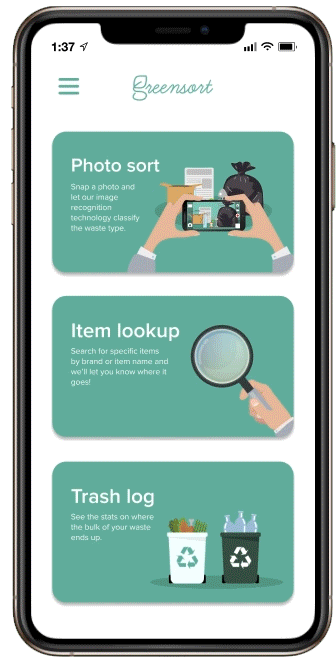 1:37
greensort
Photo sort
Snap a photo and
let our image
recognition
technology classify
the waste type.
Item lookup
Search for specific items
by brand or item name and
we'll let you know where it
goes!
Trash log
See the stats on where
the bulk of your waste
ends up.